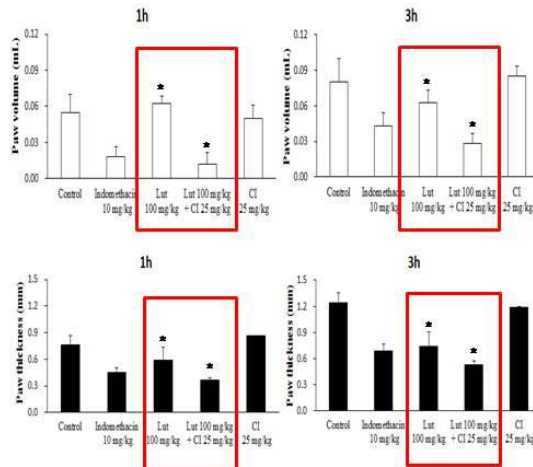 1h
Paw volume (mL)
0.12
0.09
0.06
0.03
0.00
*
*
Control
Indomethacin
10 mg/kg
Lut
100 mg/kg
Lut 100 mg/kg
+ CI 25 mg/kg
CI
25 mg/kg
3h
Paw volume (mL)
0.12
0.09
0.06
0.03
0.00
*
*
Control
Indomethacin
10 mg/kg
Lut
100 mg/kg
Lut 100 mg/kg
+ CI 25 mg/kg
CI
25 mg/kg
1h
Paw thickness (mm)
1.5
1.2
0.9
0.6
0.3
0.0
*
*
Control
Indomethacin
10 mg/kg
Lut
100 mg/kg
Lut 100 mg/kg
+ CI 25 mg/kg
CI
25 mg/kg
3h
Paw thickness (mm)
1.5
1.2
0.9
0.6
0.3
0.0
*
*
Control
Indomethacin
10 mg/kg
Lut
100 mg/kg
Lut 100 mg/kg
+ CI 25 mg/kg
CI
25 mg/kg